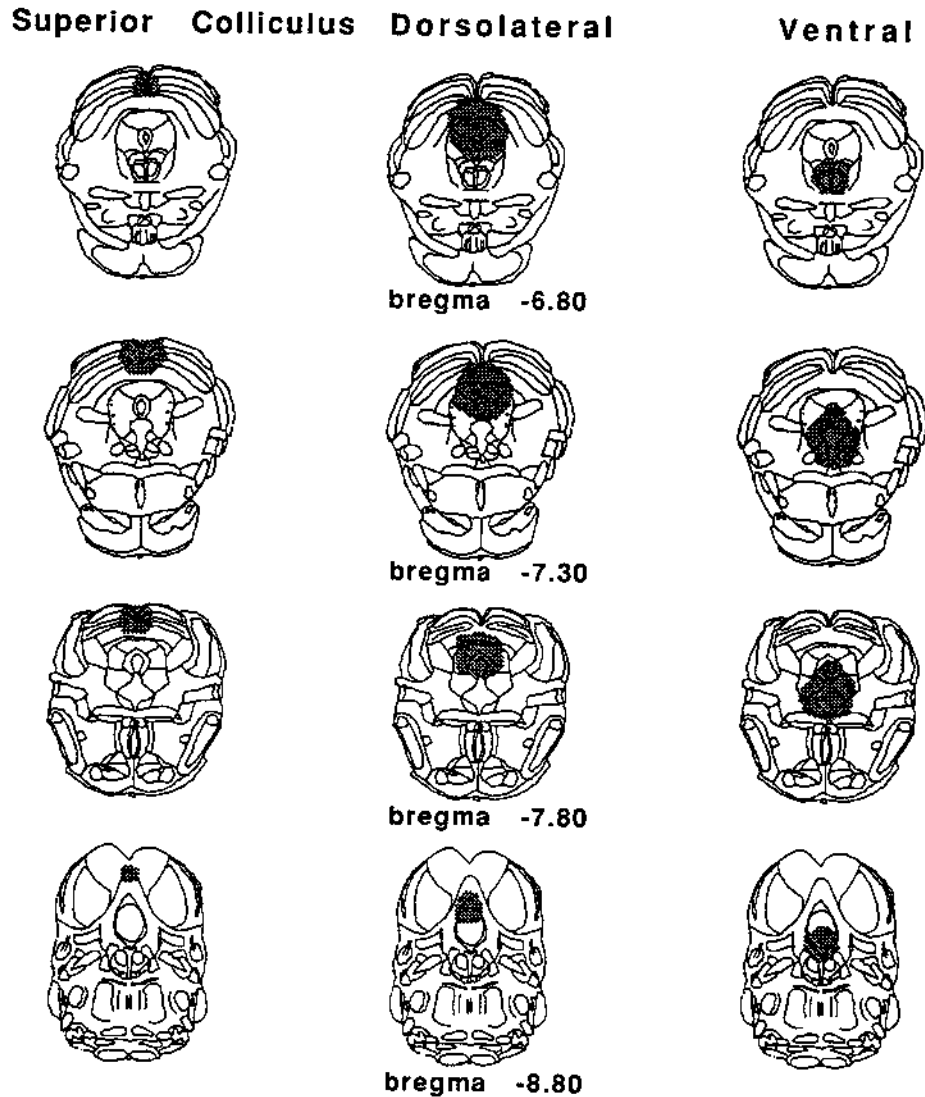 Superior Colliculus Dorsolateral Ventral
bregma -6.80
bregma -7.30
bregma -7.80
bregma -8.80